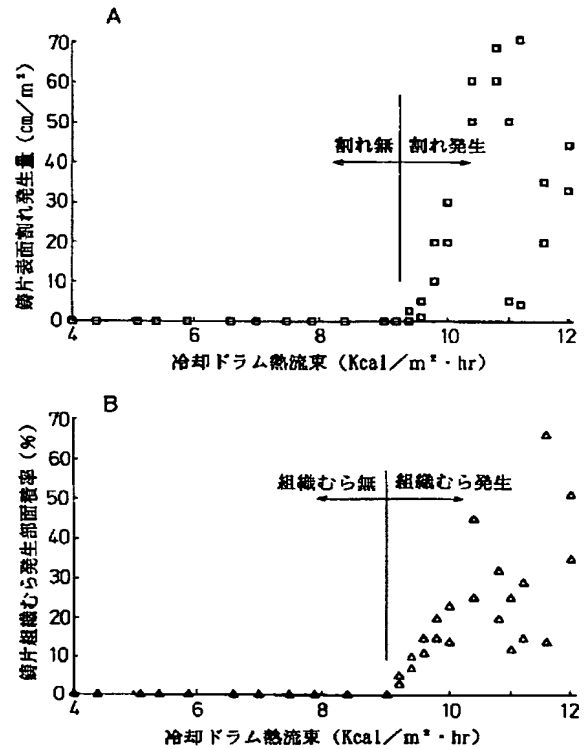 A
鋳片表面割れ発生量 (cm/m²)
70
60
50
40
30
20
10
0
割れ無 割れ発生
4 6 8 10 12
冷却ドラム熱流束 (Kcal/m²·hr)
B
鋳片組織むら発生部面積率 (%)
70
60
50
40
30
20
10
0
組織むら無 組織むら発生
4 6 8 10 12
冷却ドラム熱流束 (Kcal/m²·hr)